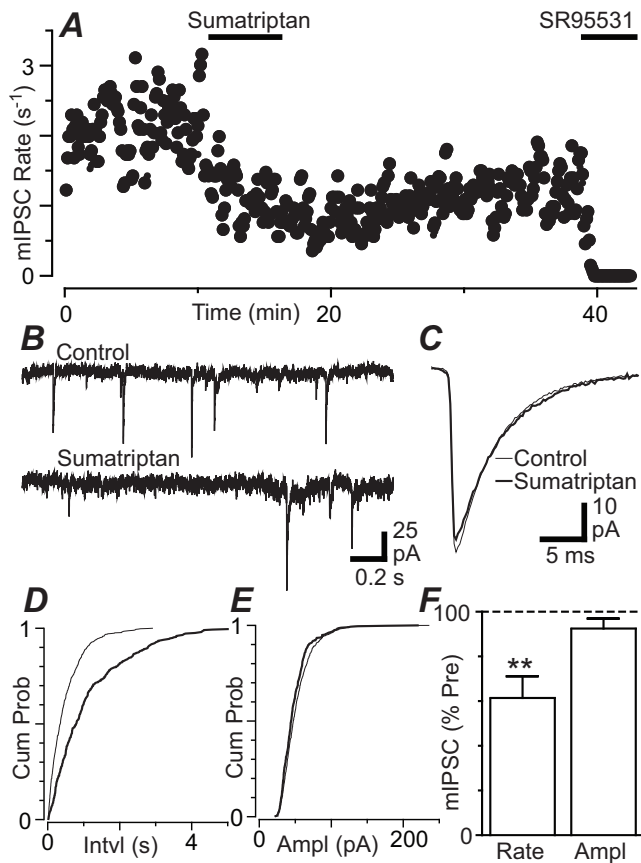 A
Sumatriptan
SR95531
mIPSC Rate (s-1)
3
0
0
20
40
Time (min)
B
Control
Sumatriptan
25
pA
0.2 s
C
Control
Sumatriptan
10
pA
5 ms
D
Cum Prob
1
0
0
4
Intvl (s)
E
Cum Prob
1
0
0
200
Ampl (pA)
F
mIPSC (% Pre)
100
0
**
Rate
Ampl